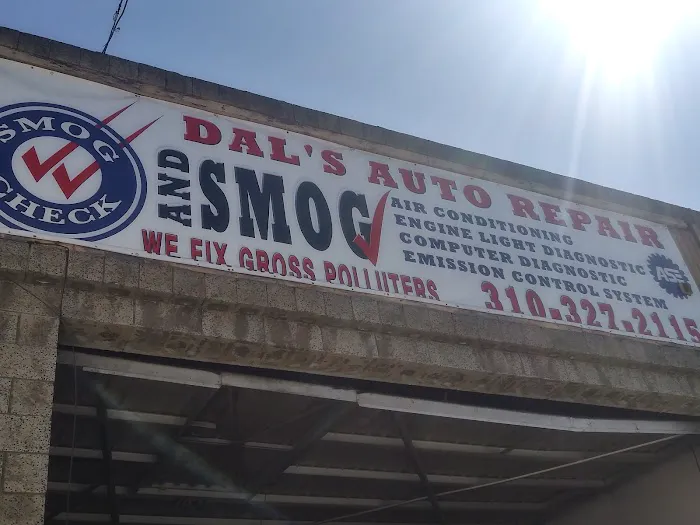 SMOG
CHECK
DAL'S AUTO REPAIR
AND
SMOG
WE FIX GROSS POLLUTERS
AIR CONDITIONING
ENGINE LIGHT DIAGNOSTIC
COMPUTER DIAGNOSTIC
EMISSION CONTROL SYSTEM
ASE
310-327-2115